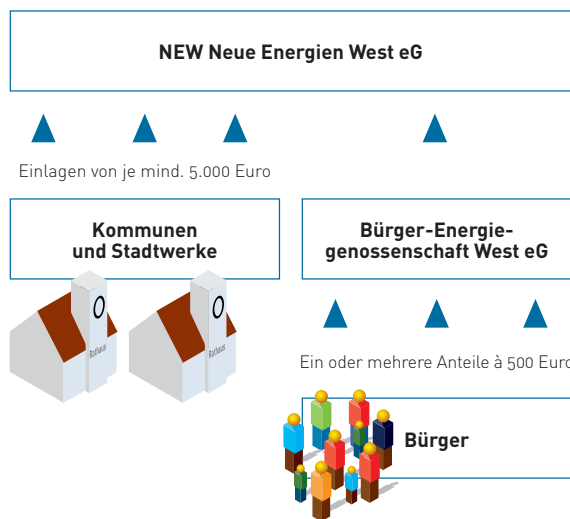 NEW Neue Energien West eG
Einlagen von je mind. 5.000 Euro
Kommunen
und Stadtwerke
Bürger-Energie-
genossenschaft West eG
Rathaus
Rathaus
Ein oder mehrere Anteile à 500 Euro
Bürger